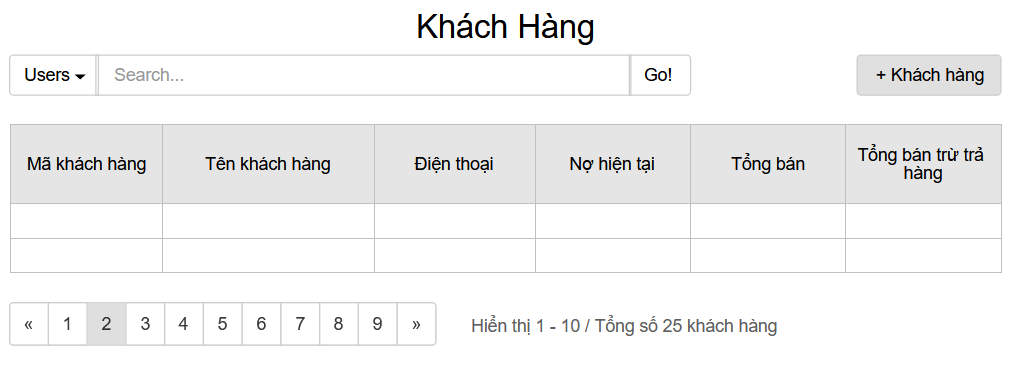 Khách Hàng
Users Search... Go! + Khách hàng
Mã khách hàng Tên khách hàng Điện thoại Nợ hiện tại Tổng bán Tổng bán trừ trả
hàng
« 1 2 3 4 5 6 7 8 9 » Hiển thị 1 - 10 / Tổng số 25 khách hàng